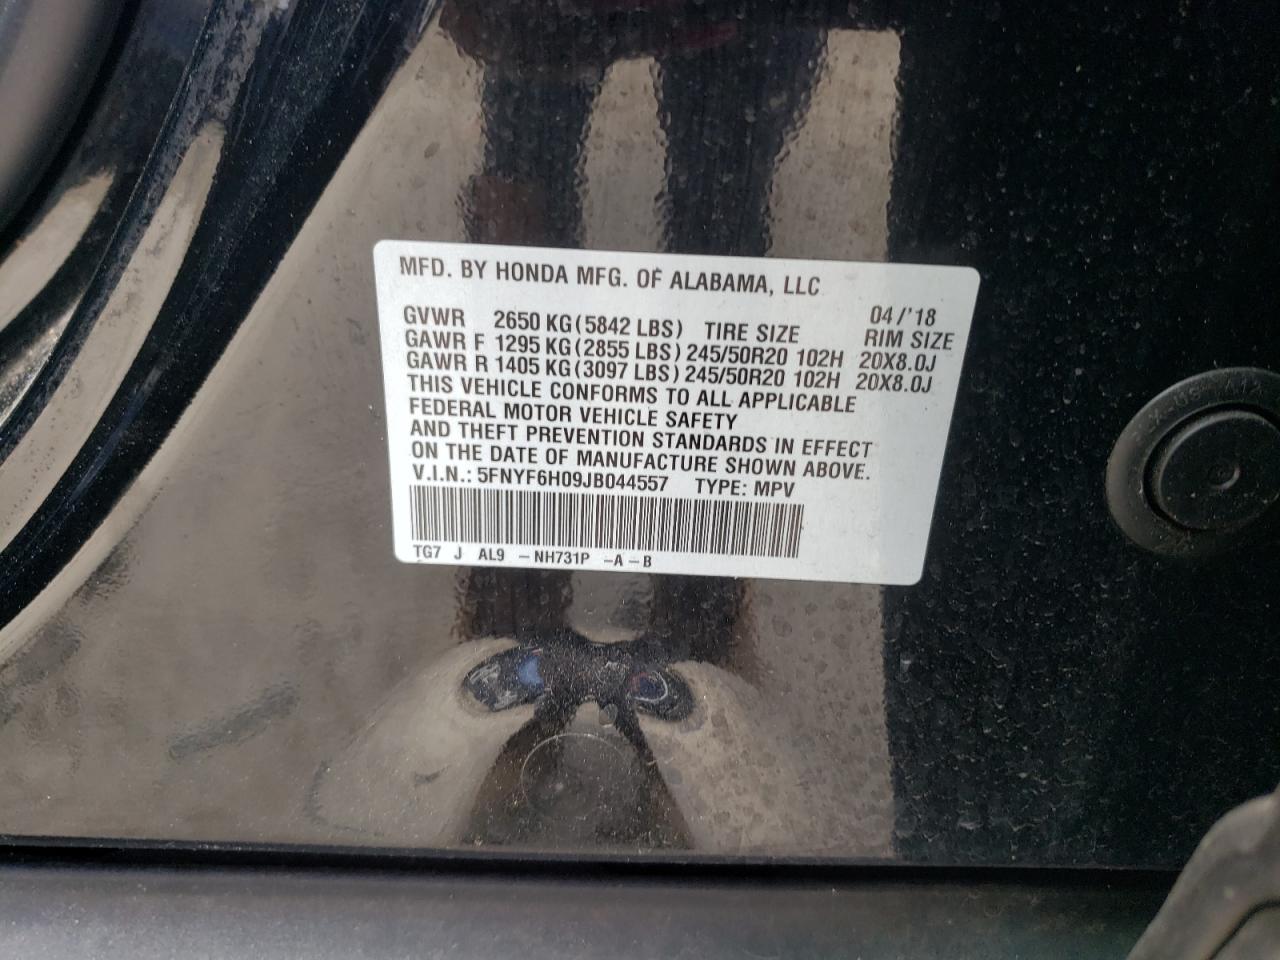 MFD. BY HONDA MFG. OF ALABAMA, LLC
04/'18
GVWR 2650 KG(5842 LBS) TIRE SIZE RIM SIZE
GAWR F 1295 KG(2855 LBS) 245/50R20 102H 20X8.0J
GAWR R 1405 KG(3097 LBS) 245/50R20 102H 20X8.0J
THIS VEHICLE CONFORMS TO ALL APPLICABLE
FEDERAL MOTOR VEHICLE SAFETY
AND THEFT PREVENTION STANDARDS IN EFFECT
ON THE DATE OF MANUFACTURE SHOWN ABOVE.
V.I.N.: 5FNYF6H09JB044557 TYPE: MPV
TG7 J AL9 -NH731P -A-B